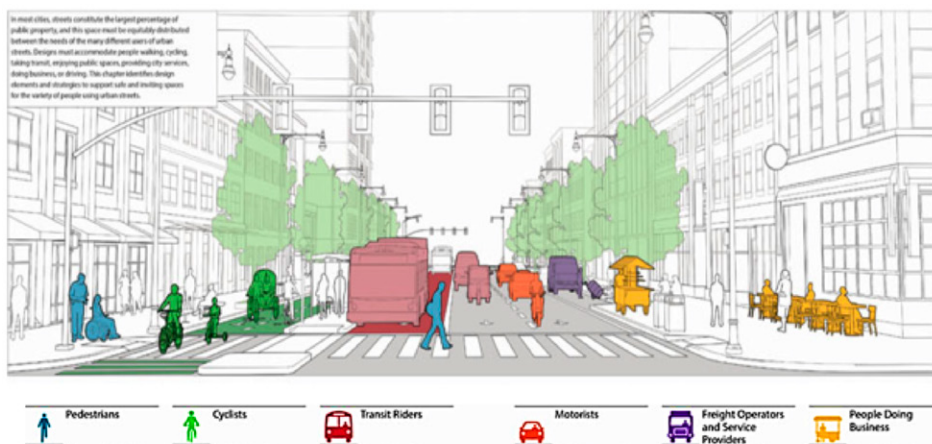 In most cities, streets constitute the largest percentage of
public property, and this space must be equitably distributed
between the needs of the many different users of urban
streets. Designs must accommodate people walking, cycling,
taking transit, enjoying public spaces, providing city services,
doing business, or driving. This chapter identifies design
elements and strategies to support safe and inviting spaces
for the variety of people using urban streets.
Pedestrians
Cyclists
Transit Riders
Motorists
Freight Operators
and Service
Providers
People Doing
Business